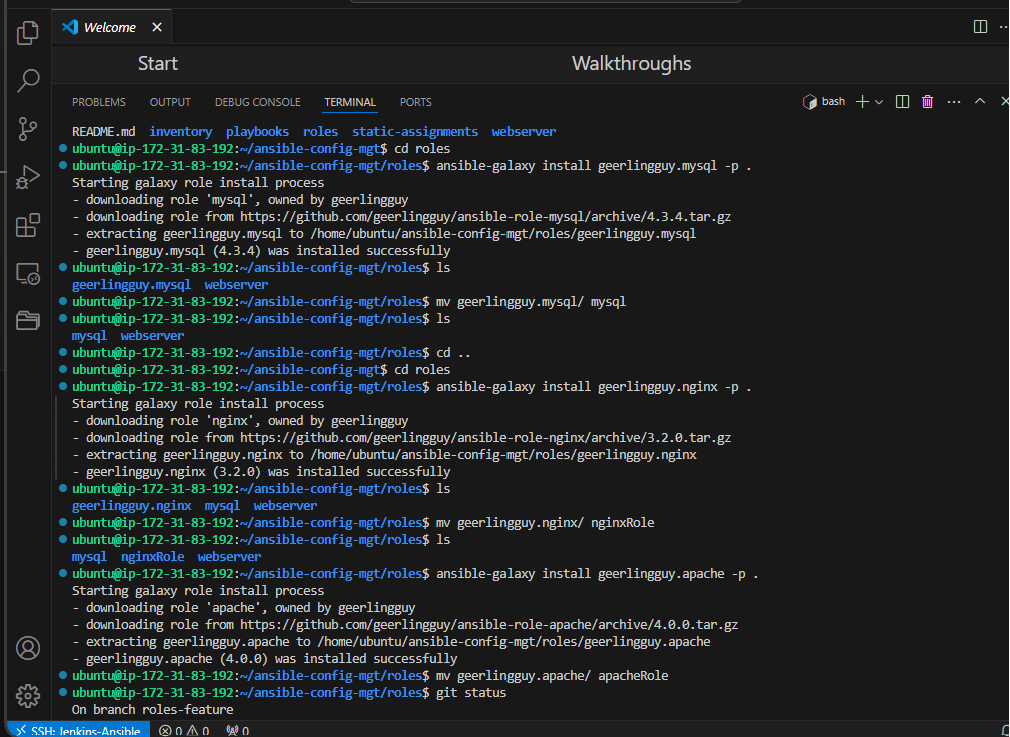 Welcome
Start
Walkthroughs
PROBLEMS OUTPUT DEBUG CONSOLE TERMINAL PORTS bash
README.md inventory playbooks roles static-assignments webserver
ubuntu@ip-172-31-83-192:~/ansible-config-mgt$ cd roles
ubuntu@ip-172-31-83-192:~/ansible-config-mgt/roles$ ansible-galaxy install geerlingguy.mysql -p .
Starting galaxy role install process
- downloading role 'mysql', owned by geerlingguy
- downloading role from https://github.com/geerlingguy/ansible-role-mysql/archive/4.3.4.tar.gz
- extracting geerlingguy.mysql to /home/ubuntu/ansible-config-mgt/roles/geerlingguy.mysql
- geerlingguy.mysql (4.3.4) was installed successfully
ubuntu@ip-172-31-83-192:~/ansible-config-mgt/roles$ ls
geerlingguy.mysql webserver
ubuntu@ip-172-31-83-192:~/ansible-config-mgt/roles$ mv geerlingguy.mysql/ mysql
ubuntu@ip-172-31-83-192:~/ansible-config-mgt/roles$ ls
mysql webserver
ubuntu@ip-172-31-83-192:~/ansible-config-mgt/roles$ cd ..
ubuntu@ip-172-31-83-192:~/ansible-config-mgt$ cd roles
ubuntu@ip-172-31-83-192:~/ansible-config-mgt/roles$ ansible-galaxy install geerlingguy.nginx -p .
Starting galaxy role install process
- downloading role 'nginx', owned by geerlingguy
- downloading role from https://github.com/geerlingguy/ansible-role-nginx/archive/3.2.0.tar.gz
- extracting geerlingguy.nginx to /home/ubuntu/ansible-config-mgt/roles/geerlingguy.nginx
- geerlingguy.nginx (3.2.0) was installed successfully
ubuntu@ip-172-31-83-192:~/ansible-config-mgt/roles$ ls
geerlingguy.nginx mysql webserver
ubuntu@ip-172-31-83-192:~/ansible-config-mgt/roles$ mv geerlingguy.nginx/ nginxRole
ubuntu@ip-172-31-83-192:~/ansible-config-mgt/roles$ ls
mysql nginxRole webserver
ubuntu@ip-172-31-83-192:~/ansible-config-mgt/roles$ ansible-galaxy install geerlingguy.apache -p .
Starting galaxy role install process
- downloading role 'apache', owned by geerlingguy
- downloading role from https://github.com/geerlingguy/ansible-role-apache/archive/4.0.0.tar.gz
- extracting geerlingguy.apache to /home/ubuntu/ansible-config-mgt/roles/geerlingguy.apache
- geerlingguy.apache (4.0.0) was installed successfully
ubuntu@ip-172-31-83-192:~/ansible-config-mgt/roles$ mv geerlingguy.apache/ apacheRole
ubuntu@ip-172-31-83-192:~/ansible-config-mgt/roles$ git status
On branch roles-feature
SSH: Jenkins-Ansible 0 0 0